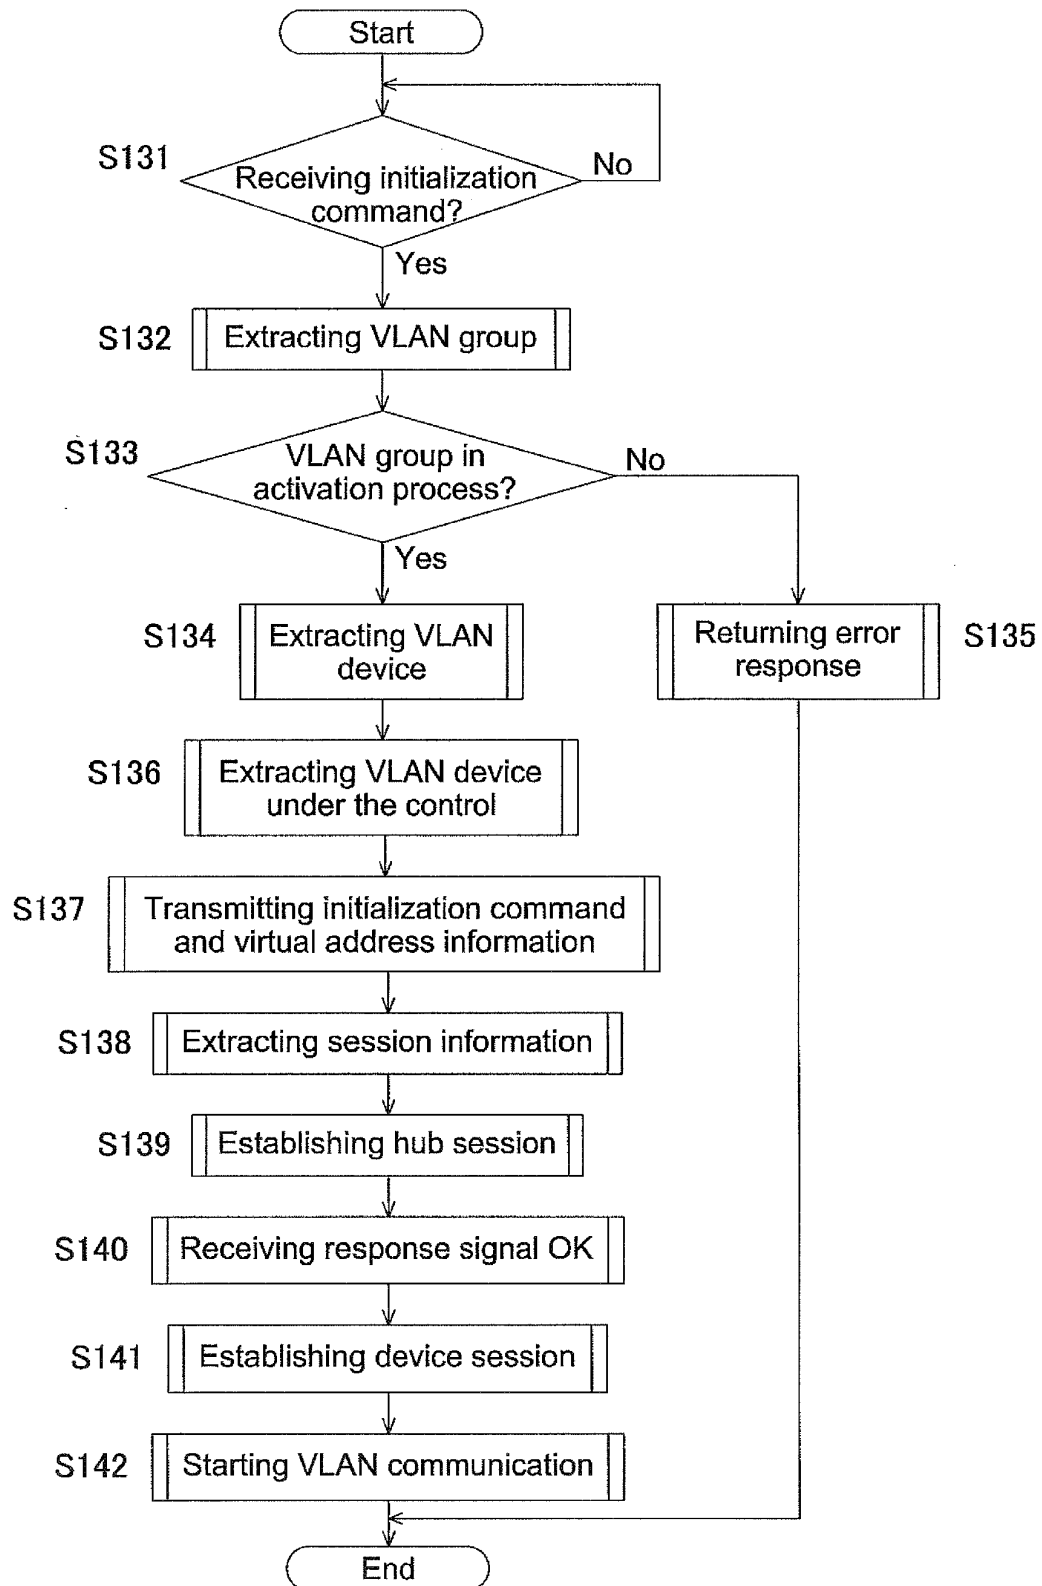 Start
S131
Receiving initialization
command?
No
Yes
S132
Extracting VLAN group
S133
VLAN group in
activation process?
No
Yes
S134
Extracting VLAN
device
Returning error
response
S135
S136
Extracting VLAN device
under the control
S137
Transmitting initialization command
and virtual address information
S138
Extracting session information
S139
Establishing hub session
S140
Receiving response signal OK
S141
Establishing device session
S142
Starting VLAN communication
End